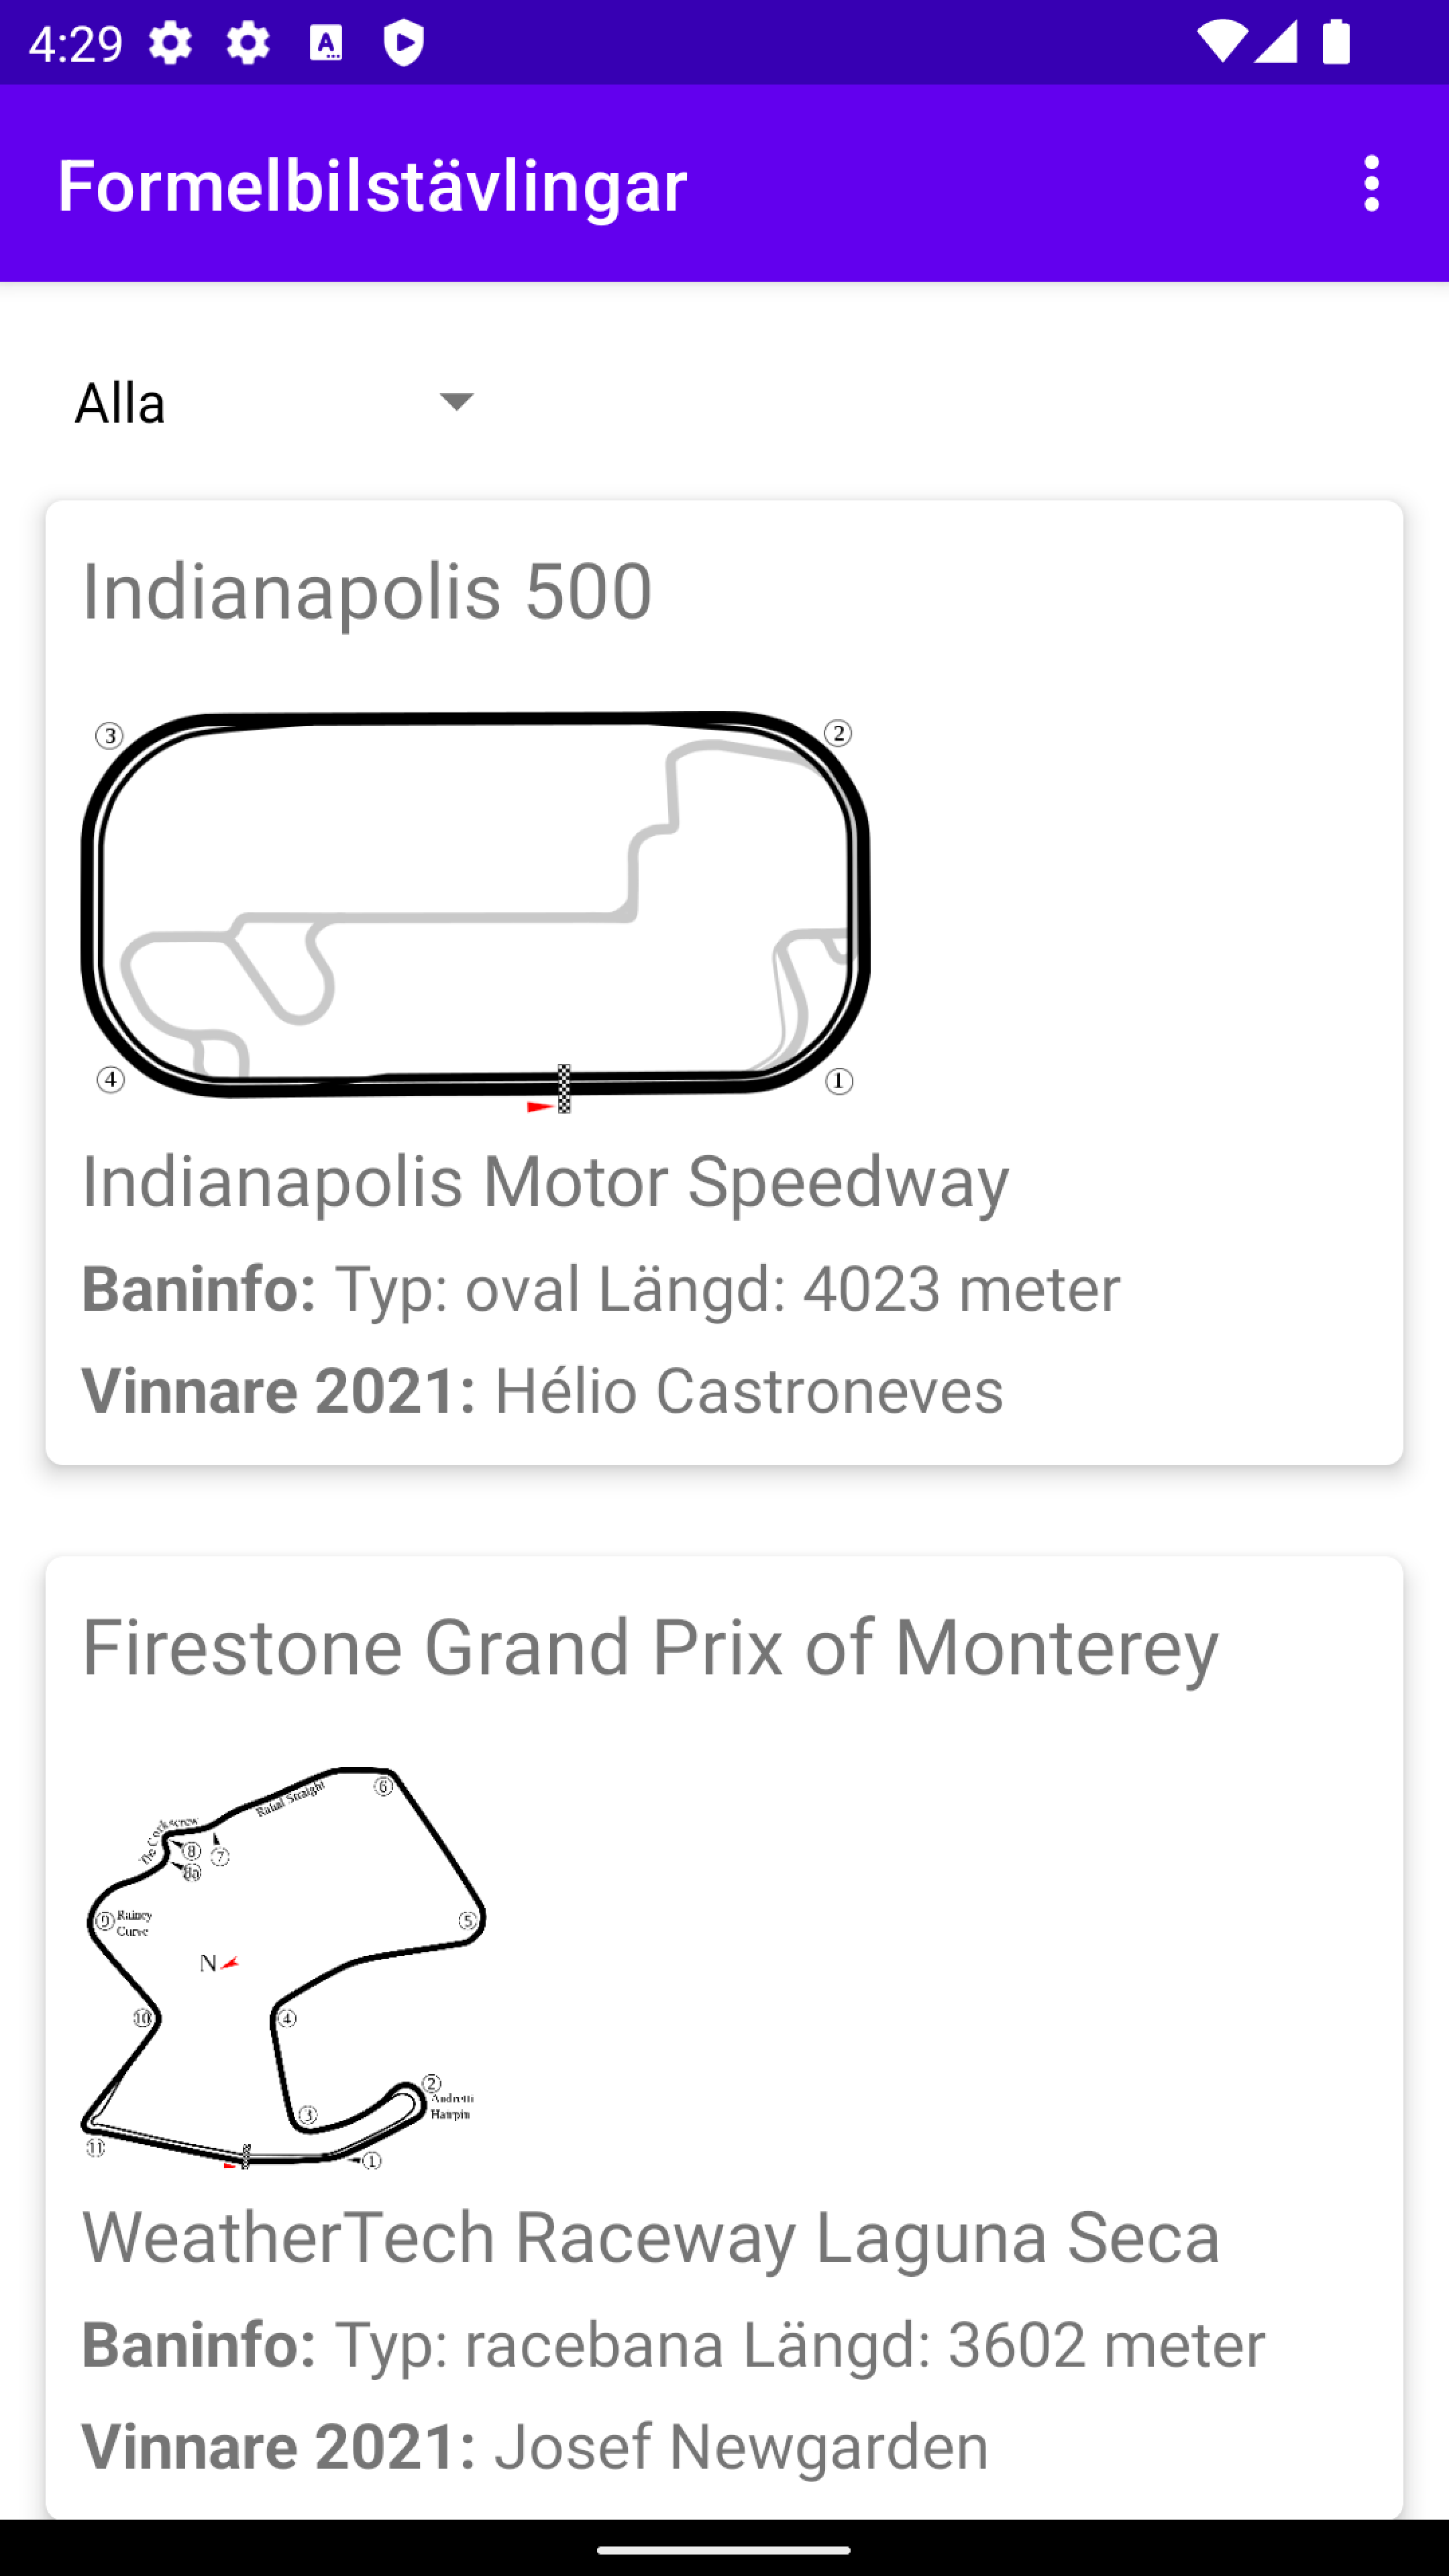 4:29
Formelbilstävlingar
Alla
Indianapolis 500
3
2
4
1
Indianapolis Motor Speedway
Baninfo: Typ: oval Längd: 4023 meter
Vinnare 2021: Hélio Castroneves
Firestone Grand Prix of Monterey
6
Rahal Straight
The Corkscrew
8
7
8a
9
Rainey
Curve
5
N
10
4
2
Andretti
Hairpin
3
11
1
WeatherTech Raceway Laguna Seca
Baninfo: Typ: racebana Längd: 3602 meter
Vinnare 2021: Josef Newgarden